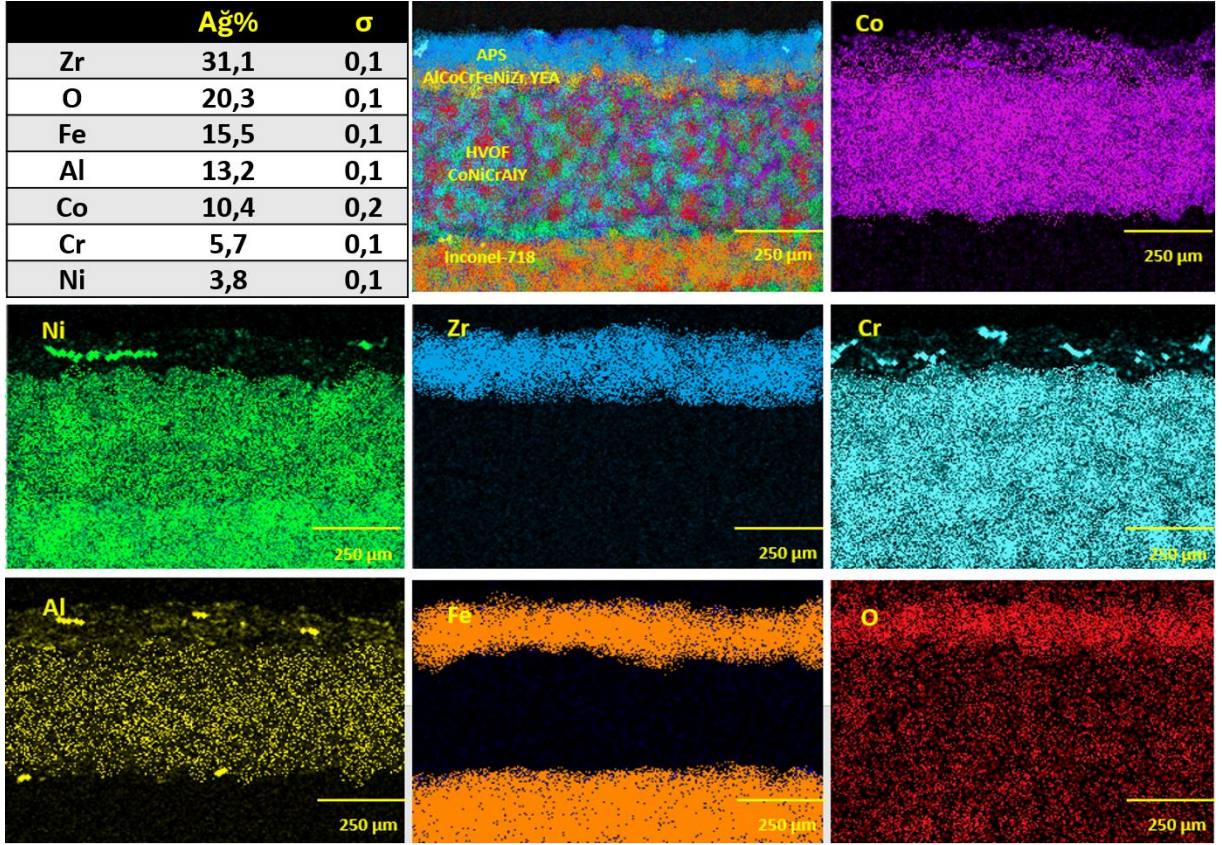 Ağ% σ
Zr 31,1 0,1
O 20,3 0,1
Fe 15,5 0,1
Al 13,2 0,1
Co 10,4 0,2
Cr 5,7 0,1
Ni 3,8 0,1
APS
AlCoCrFeNiZr YEA
HVOF
CoNiCrAlY
Inconel-718
250 µm
Co
250 µm
Ni
250 µm
Zr
250 µm
Cr
250 µm
Al
250 µm
Fe
250 µm
O
250 µm